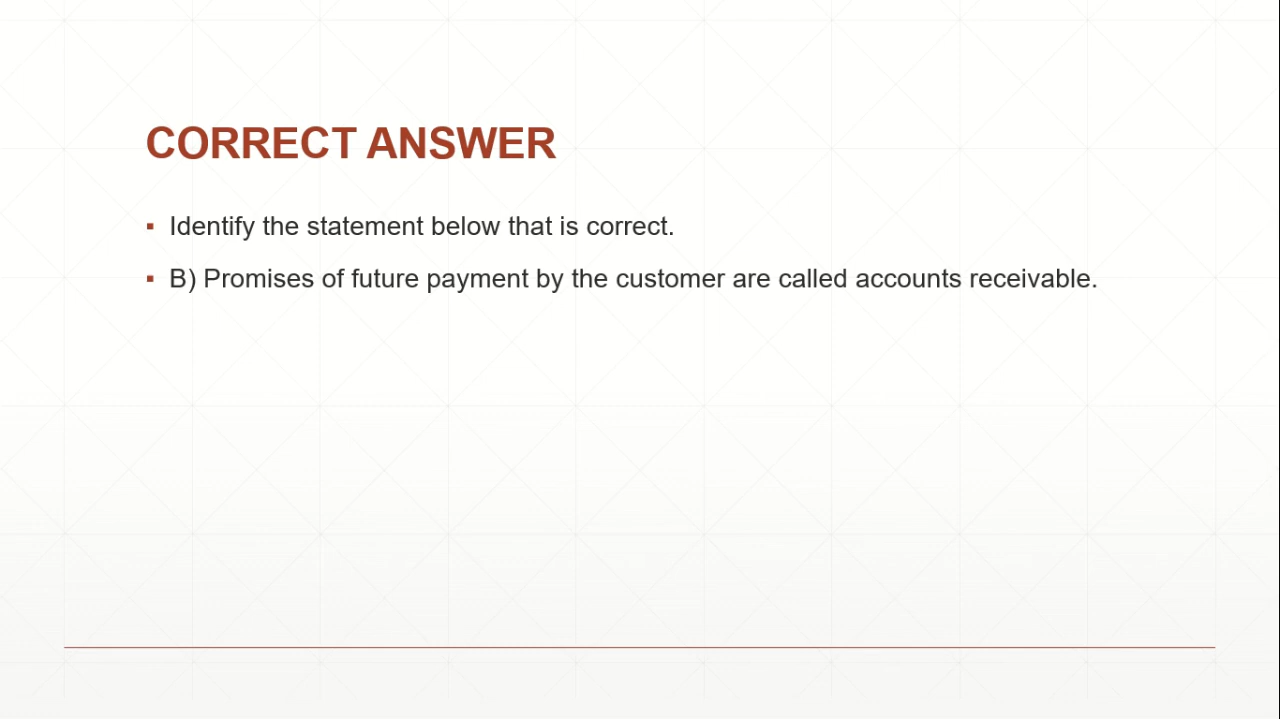 CORRECT ANSWER
▪ Identify the statement below that is correct.
▪ B) Promises of future payment by the customer are called accounts receivable.